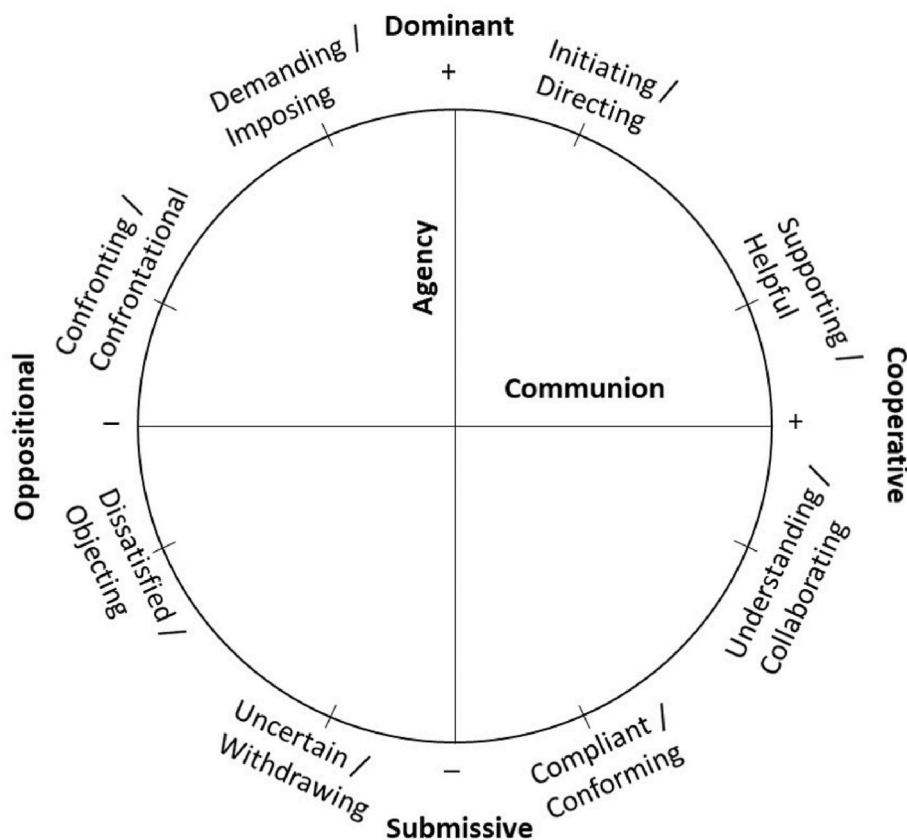 Dominant
+
Demanding /
Imposing
Initiating /
Directing
Confronting /
Confrontational
Agency
Supporting /
Helpful
Communion
Oppositional
–
+
Cooperative
Dissatisfied /
Objecting
Understanding /
Collaborating
Uncertain /
Withdrawing
Compliant /
Conforming
–
Submissive